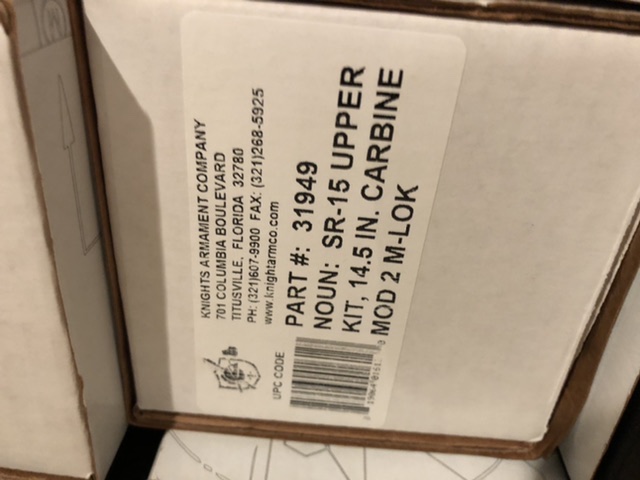 KNIGHTS ARMAMENT COMPANY
701 COLUMBIA BOULEVARD
TITUSVILLE, FLORIDA 32780
PH: (321)607-9900 FAX: (321)268-5925
www.knightarmco.com
PART #: 31949
NOUN: SR-15 UPPER
KIT, 14.5 IN. CARBINE
MOD 2 M-LOK
UPC CODE